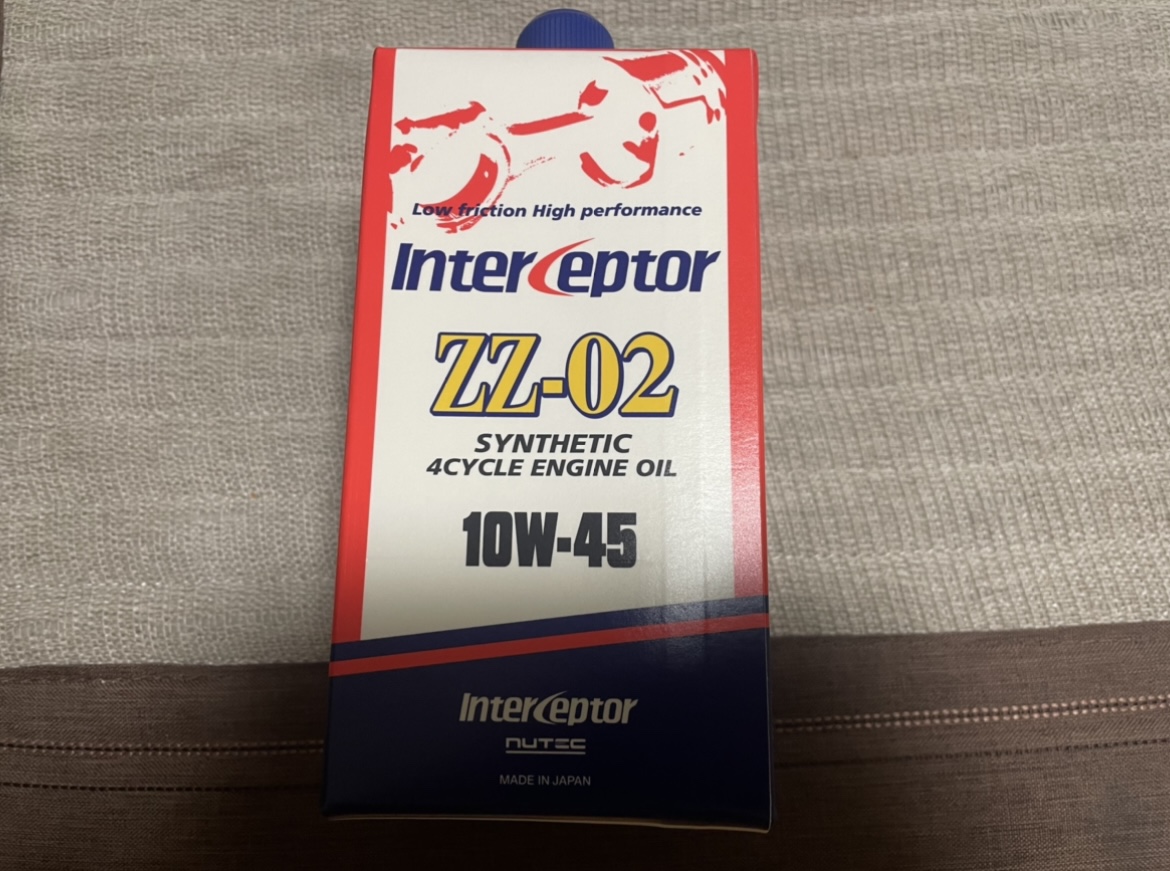 Low friction High performance
Interceptor
ZZ-02
SYNTHETIC
4CYCLE ENGINE OIL
10W-45
Interceptor
NUTEC
MADE IN JAPAN